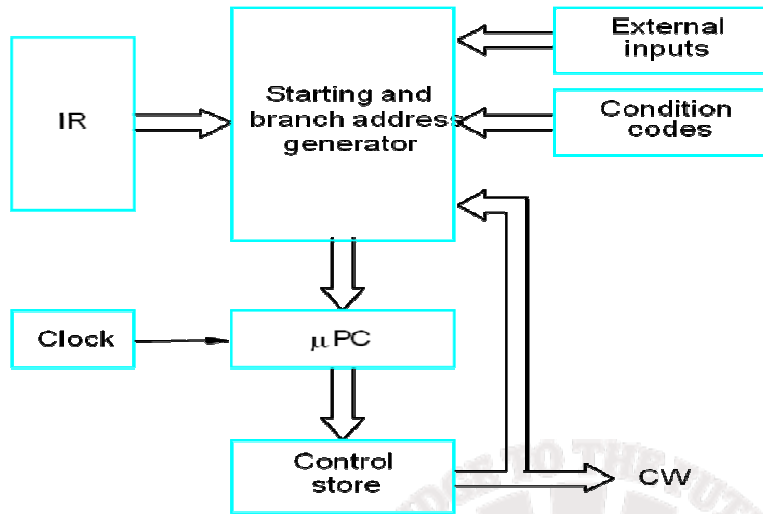 External
inputs
IR
Starting and
branch address
generator
Condition
codes
Clock
μPC
Control
store
CW